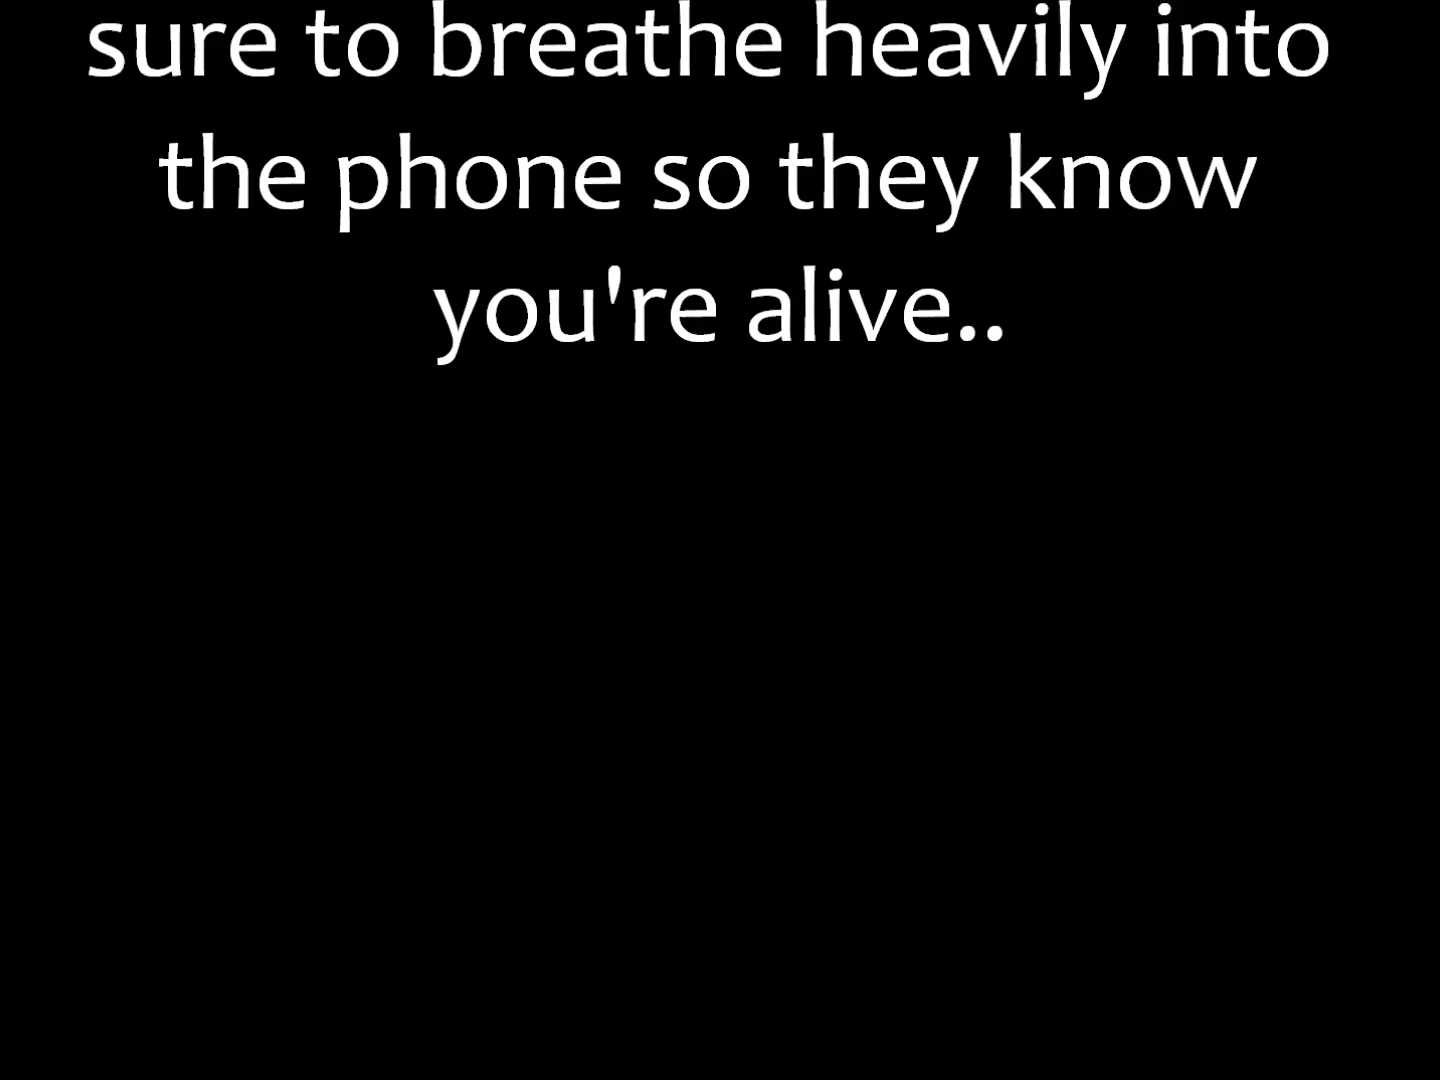 sure to breathe heavily into
the phone so they know
you're alive..